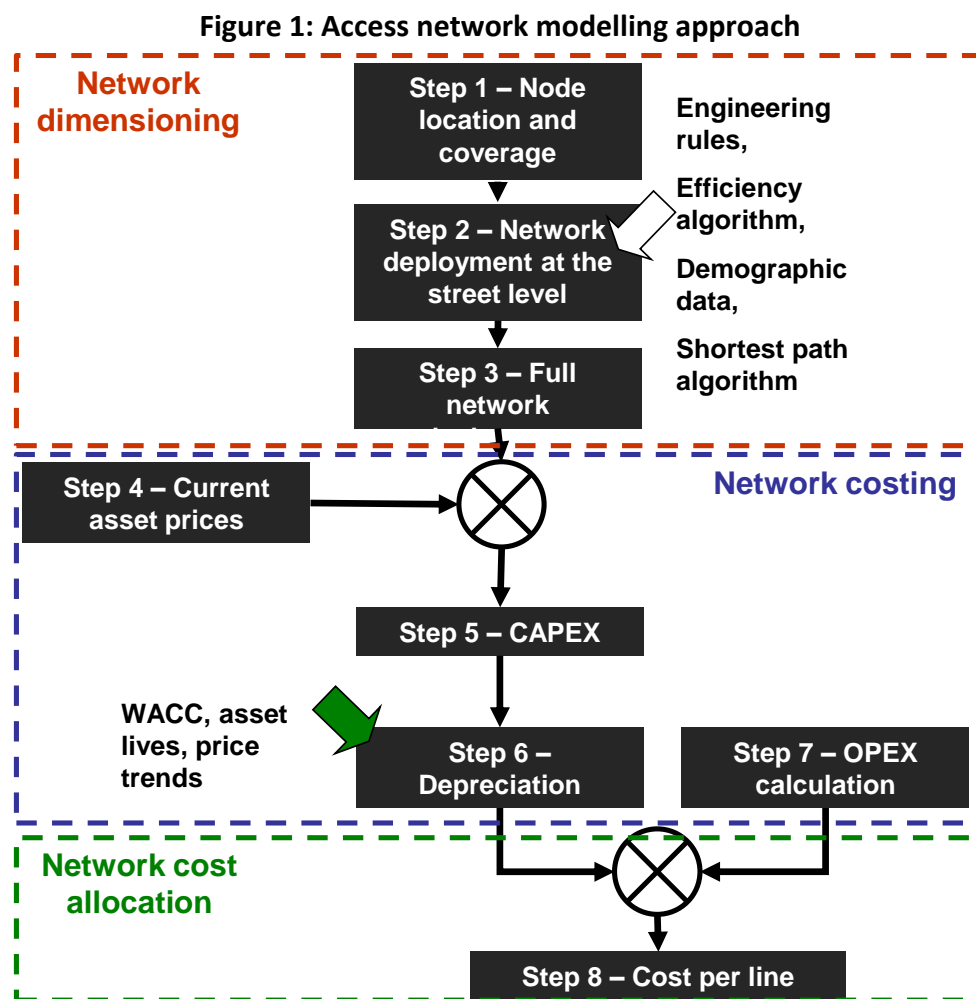 Figure 1: Access network modelling approach
Network
dimensioning
Step 1 – Node
location and
coverage
Engineering
rules,
Efficiency
algorithm,
Demographic
data,
Shortest path
algorithm
Step 2 – Network
deployment at the
street level
Step 3 – Full
network
Network costing
Step 4 – Current
asset prices
Step 5 – CAPEX
WACC, asset
lives, price
trends
Step 6 –
Depreciation
Step 7 – OPEX
calculation
Network cost
allocation
Step 8 – Cost per line